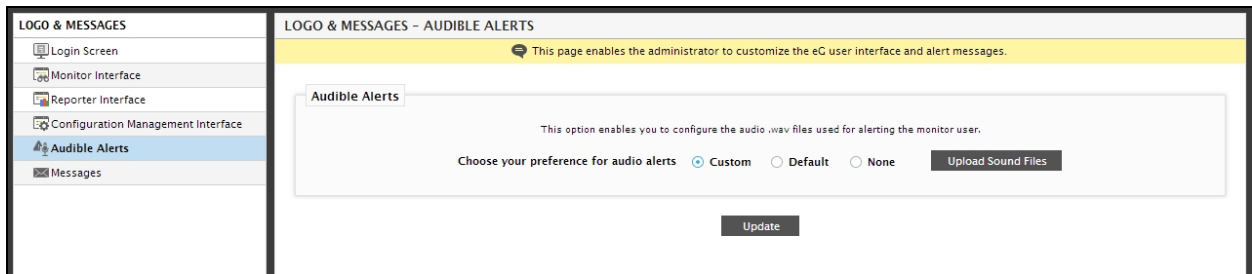 LOGO & MESSAGES
Login Screen
Monitor Interface
Reporter Interface
Configuration Management Interface
Audible Alerts
Messages
LOGO & MESSAGES - AUDIBLE ALERTS
This page enables the administrator to customize the eG user interface and alert messages.
Audible Alerts
This option enables you to configure the audio .wav files used for alerting the monitor user.
Choose your preference for audio alerts Custom Default None Upload Sound Files
Update